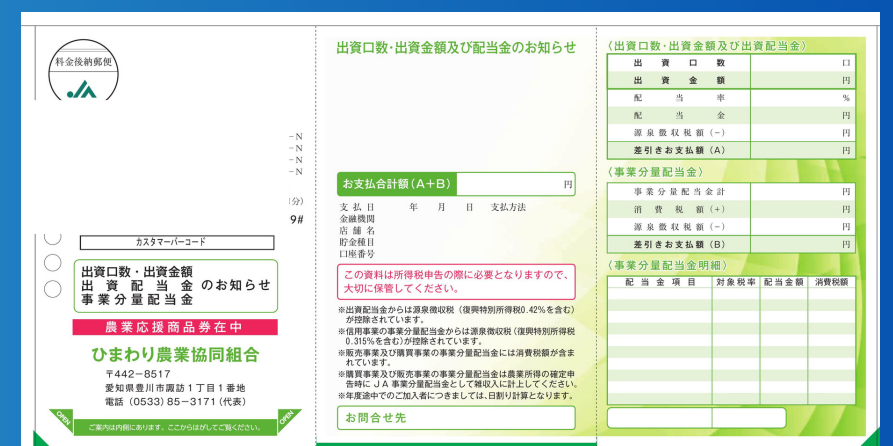 料金後納郵便
JA
－N
－N
－N
－N
分)
9#
カスタマーバーコード
出資口数・出資金額
出資配当金のお知らせ
事業分量配当金
農業応援商品券在中
ひまわり農業協同組合
〒442－8517
愛知県豊川市諏訪1丁目1番地
電話 (0533) 85－3171 (代表)
OPEN
ご案内は内側にあります。ここからはがしてご覧ください。
OPEN
出資口数・出資金額及び配当金のお知らせ
お支払合計額(A＋B) 円
支払日 年 月 日 支払方法
金融機関
店舗名
貯金種目
口座番号
この資料は所得税申告の際に必要となりますので、
大切に保管してください。
※出資配当金からは源泉徴収税(復興特別所得税0.42%を含む)
が控除されています。
※信用事業の事業分量配当金からは源泉徴収税(復興特別所得税
0.315%を含む)が控除されています。
※販売事業及び購買事業の事業分量配当金には消費税額が含ま
れています。
※購買事業及び販売事業の事業分量配当金は農業所得の確定申
告時にJA事業分量配当金として雑収入に計上してください。
※年度途中でのご加入者につきましては、日割り計算となります。
お問合せ先
(出資口数・出資金額及び出資配当金)
出資口数 口
出資金額 円
配当率 %
配当金 円
源泉徴収税額(－) 円
差引きお支払額(A) 円
(事業分量配当金)
事業分量配当金計 円
消費税額(＋) 円
源泉徴収税額(－) 円
差引きお支払額(B) 円
(事業分量配当金明細)
配当金項目 対象税率 配当金額 消費税額